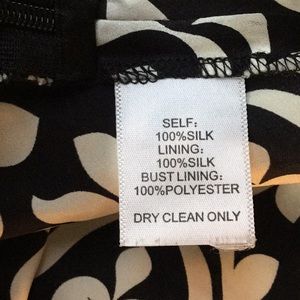 SELF:
100%SILK
LINING:
100%SILK
BUST LINING:
100%POLYESTER
DRY CLEAN ONLY